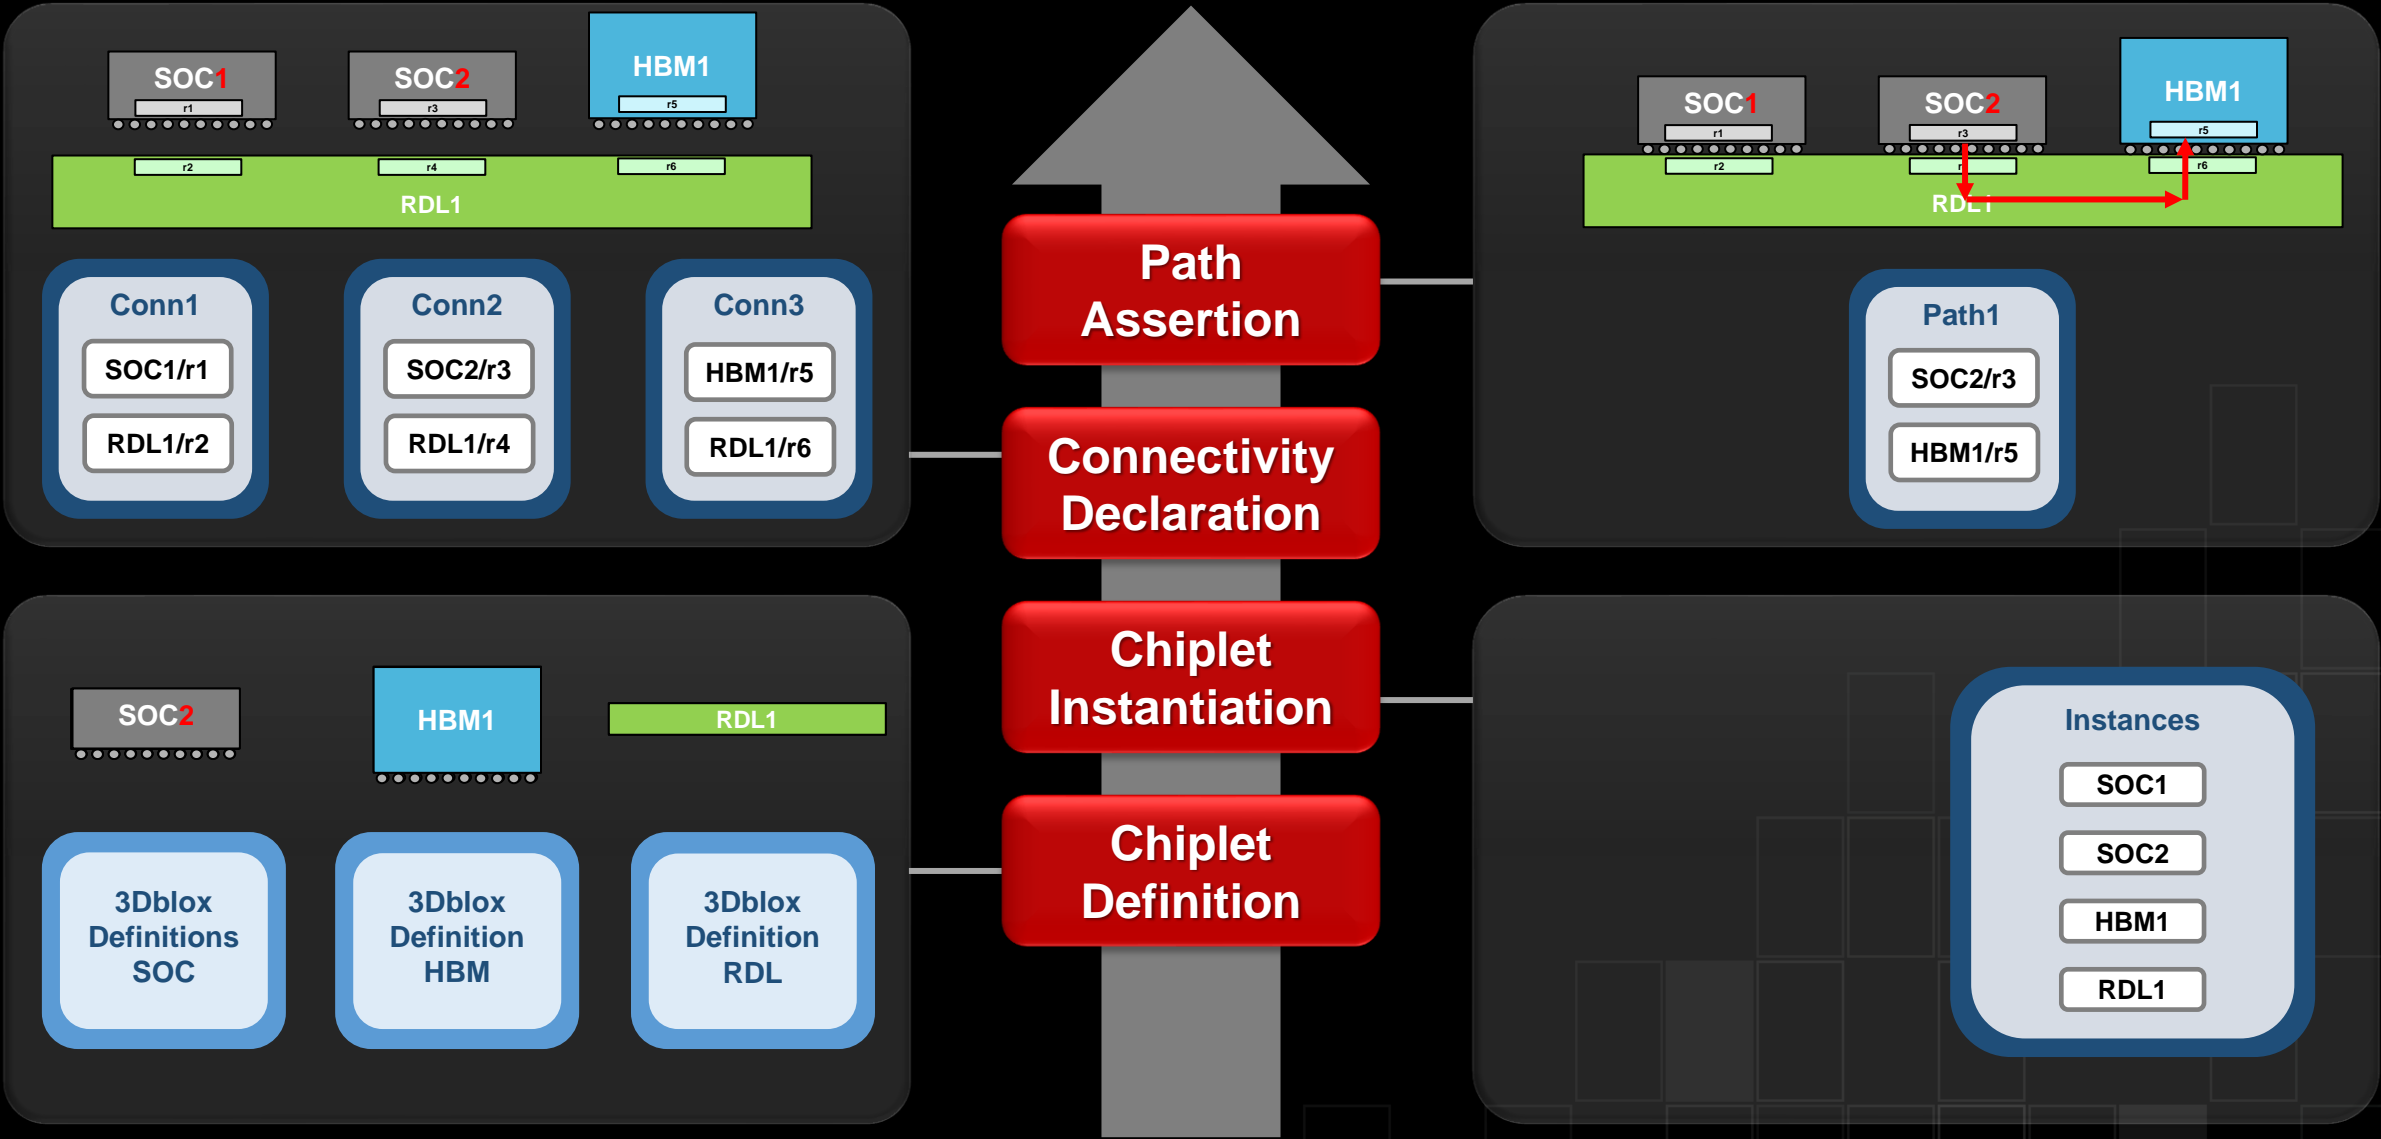 SOC1
r1
SOC2
r3
HBM1
r5
r2
r4
r6
RDL1
Conn1
SOC1/r1
RDL1/r2
Conn2
SOC2/r3
RDL1/r4
Conn3
HBM1/r5
RDL1/r6
Path
Assertion
Connectivity
Declaration
Chiplet
Instantiation
Chiplet
Definition
SOC1
r1
SOC2
r3
HBM1
r5
r2
r6
RDL1
Path1
SOC2/r3
HBM1/r5
SOC2
HBM1
RDL1
3Dblox
Definitions
SOC
3Dblox
Definition
HBM
3Dblox
Definition
RDL
Instances
SOC1
SOC2
HBM1
RDL1